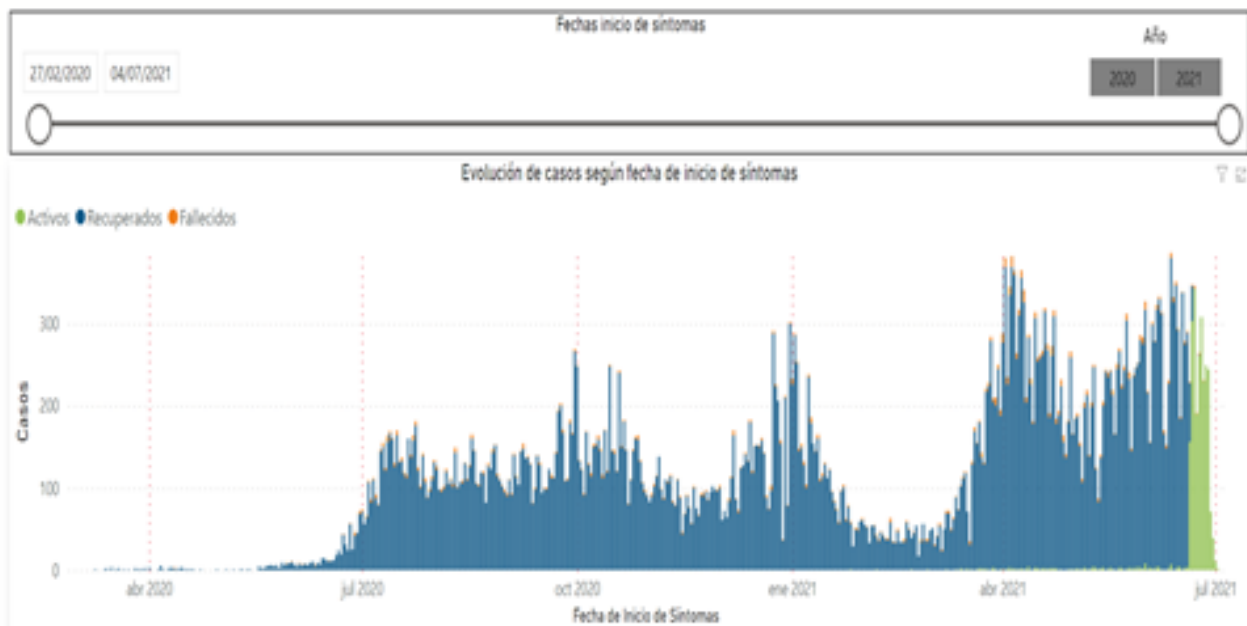 Fechas inicio de síntomas
Año
27/02/2020 04/07/2021
2020 2021
Evolución de casos según fecha de inicio de síntomas
Activos Recuperados Fallecidos
300
200
100
0
Casos
abr 2020 jul 2020 oct 2020 ene 2021 abr 2021 jul 2021
Fecha de Inicio de Síntomas